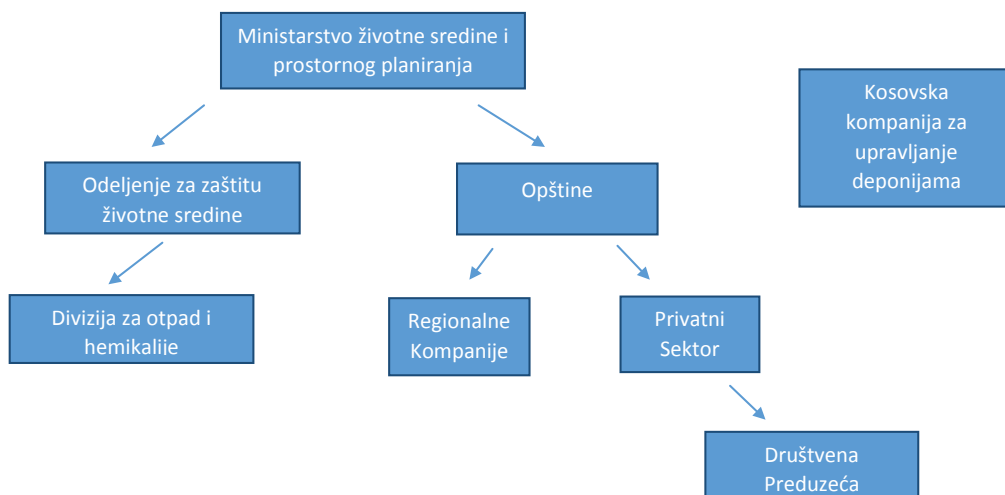 Ministarstvo životne sredine i
prostornog planiranja
Kosovska
kompanija za
upravljanje
deponijama
Odeljenje za zaštitu
životne sredine
Opštine
Divizija za otpad i
hemikalije
Regionalne
Kompanije
Privatni
Sektor
Društvena
Preduzeća